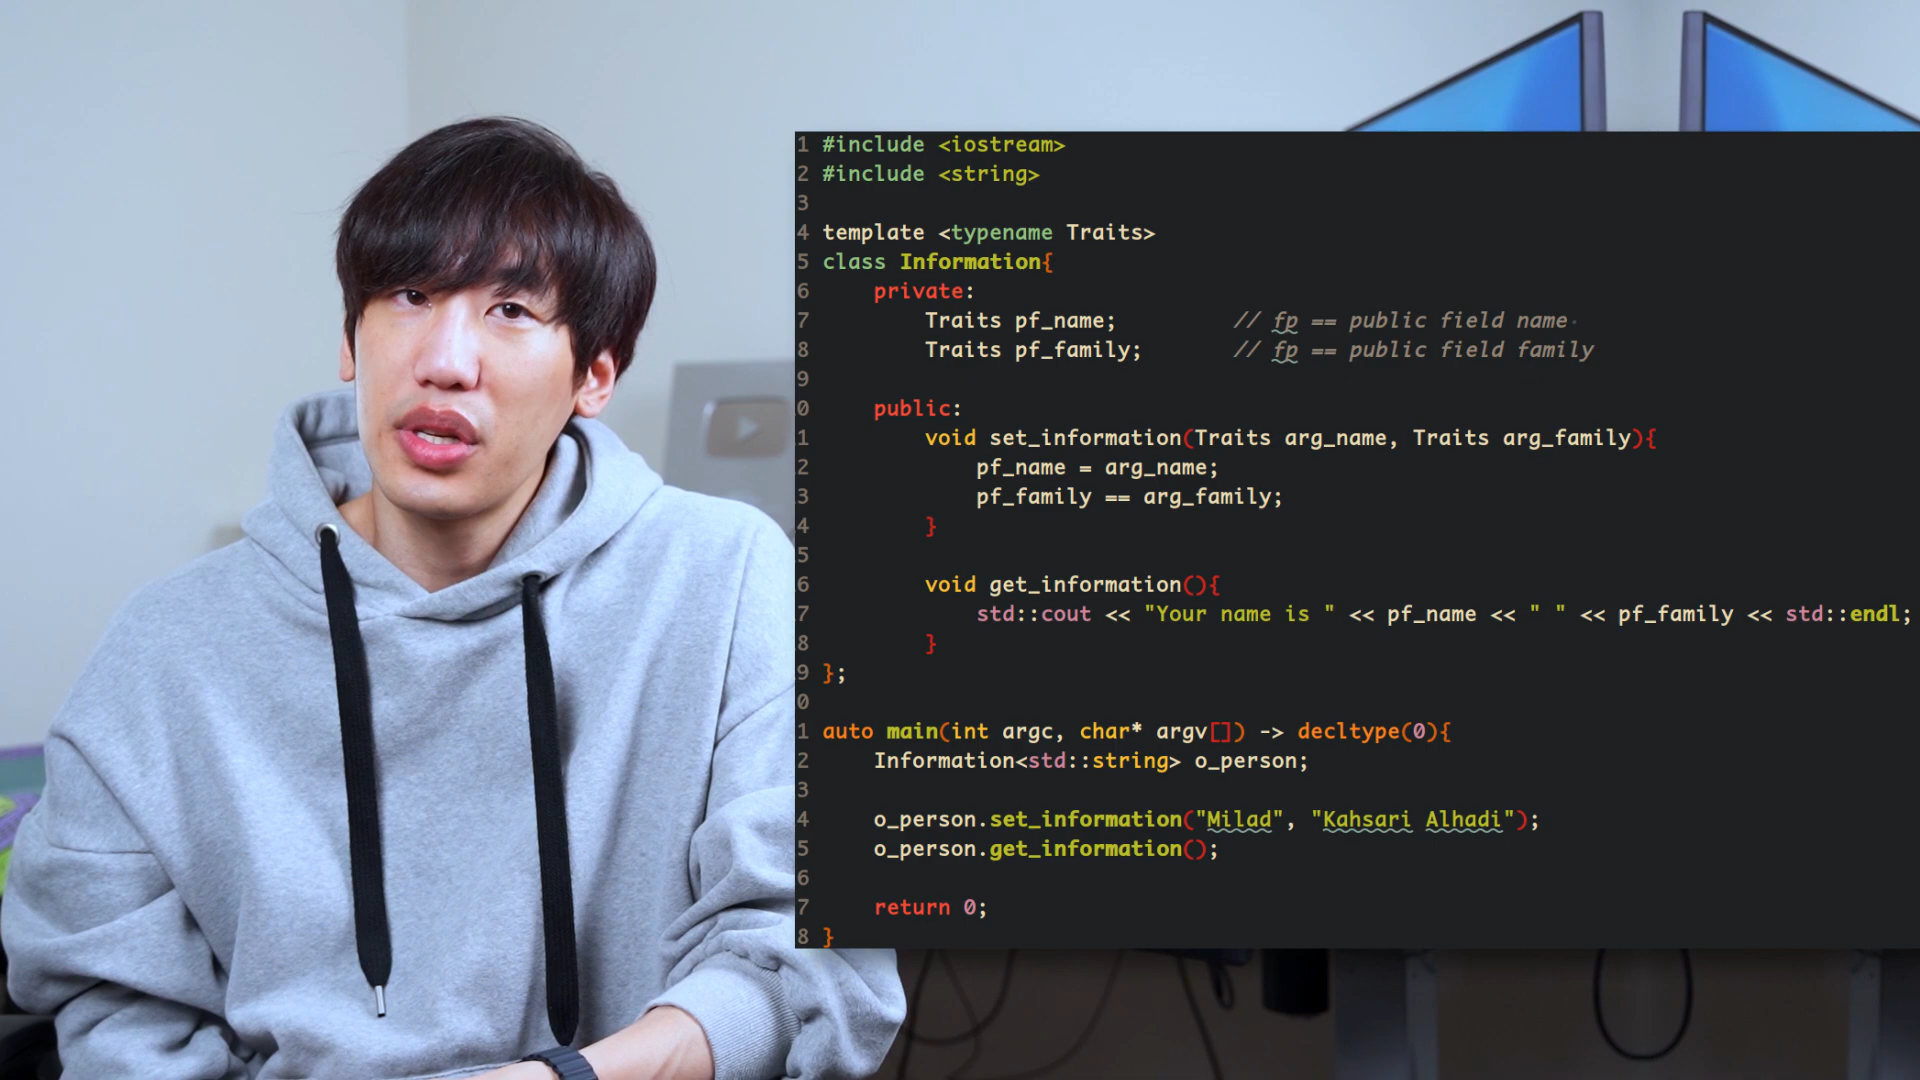 1 #include <iostream>
2 #include <string>
3
4 template <typename Traits>
5 class Information{
6 private:
7 Traits pf_name; // fp == public field name
8 Traits pf_family; // fp == public field family
9
0 public:
1 void set_information(Traits arg_name, Traits arg_family){
2 pf_name = arg_name;
3 pf_family == arg_family;
4 }
5
6 void get_information(){
7 std::cout << "Your name is " << pf_name << " " << pf_family << std::endl;
8 }
9 };
0
1 auto main(int argc, char* argv[]) -> decltype(0){
2 Information<std::string> o_person;
3
4 o_person.set_information("Milad", "Kahsari Alhadi");
5 o_person.get_information();
6
7 return 0;
8 }